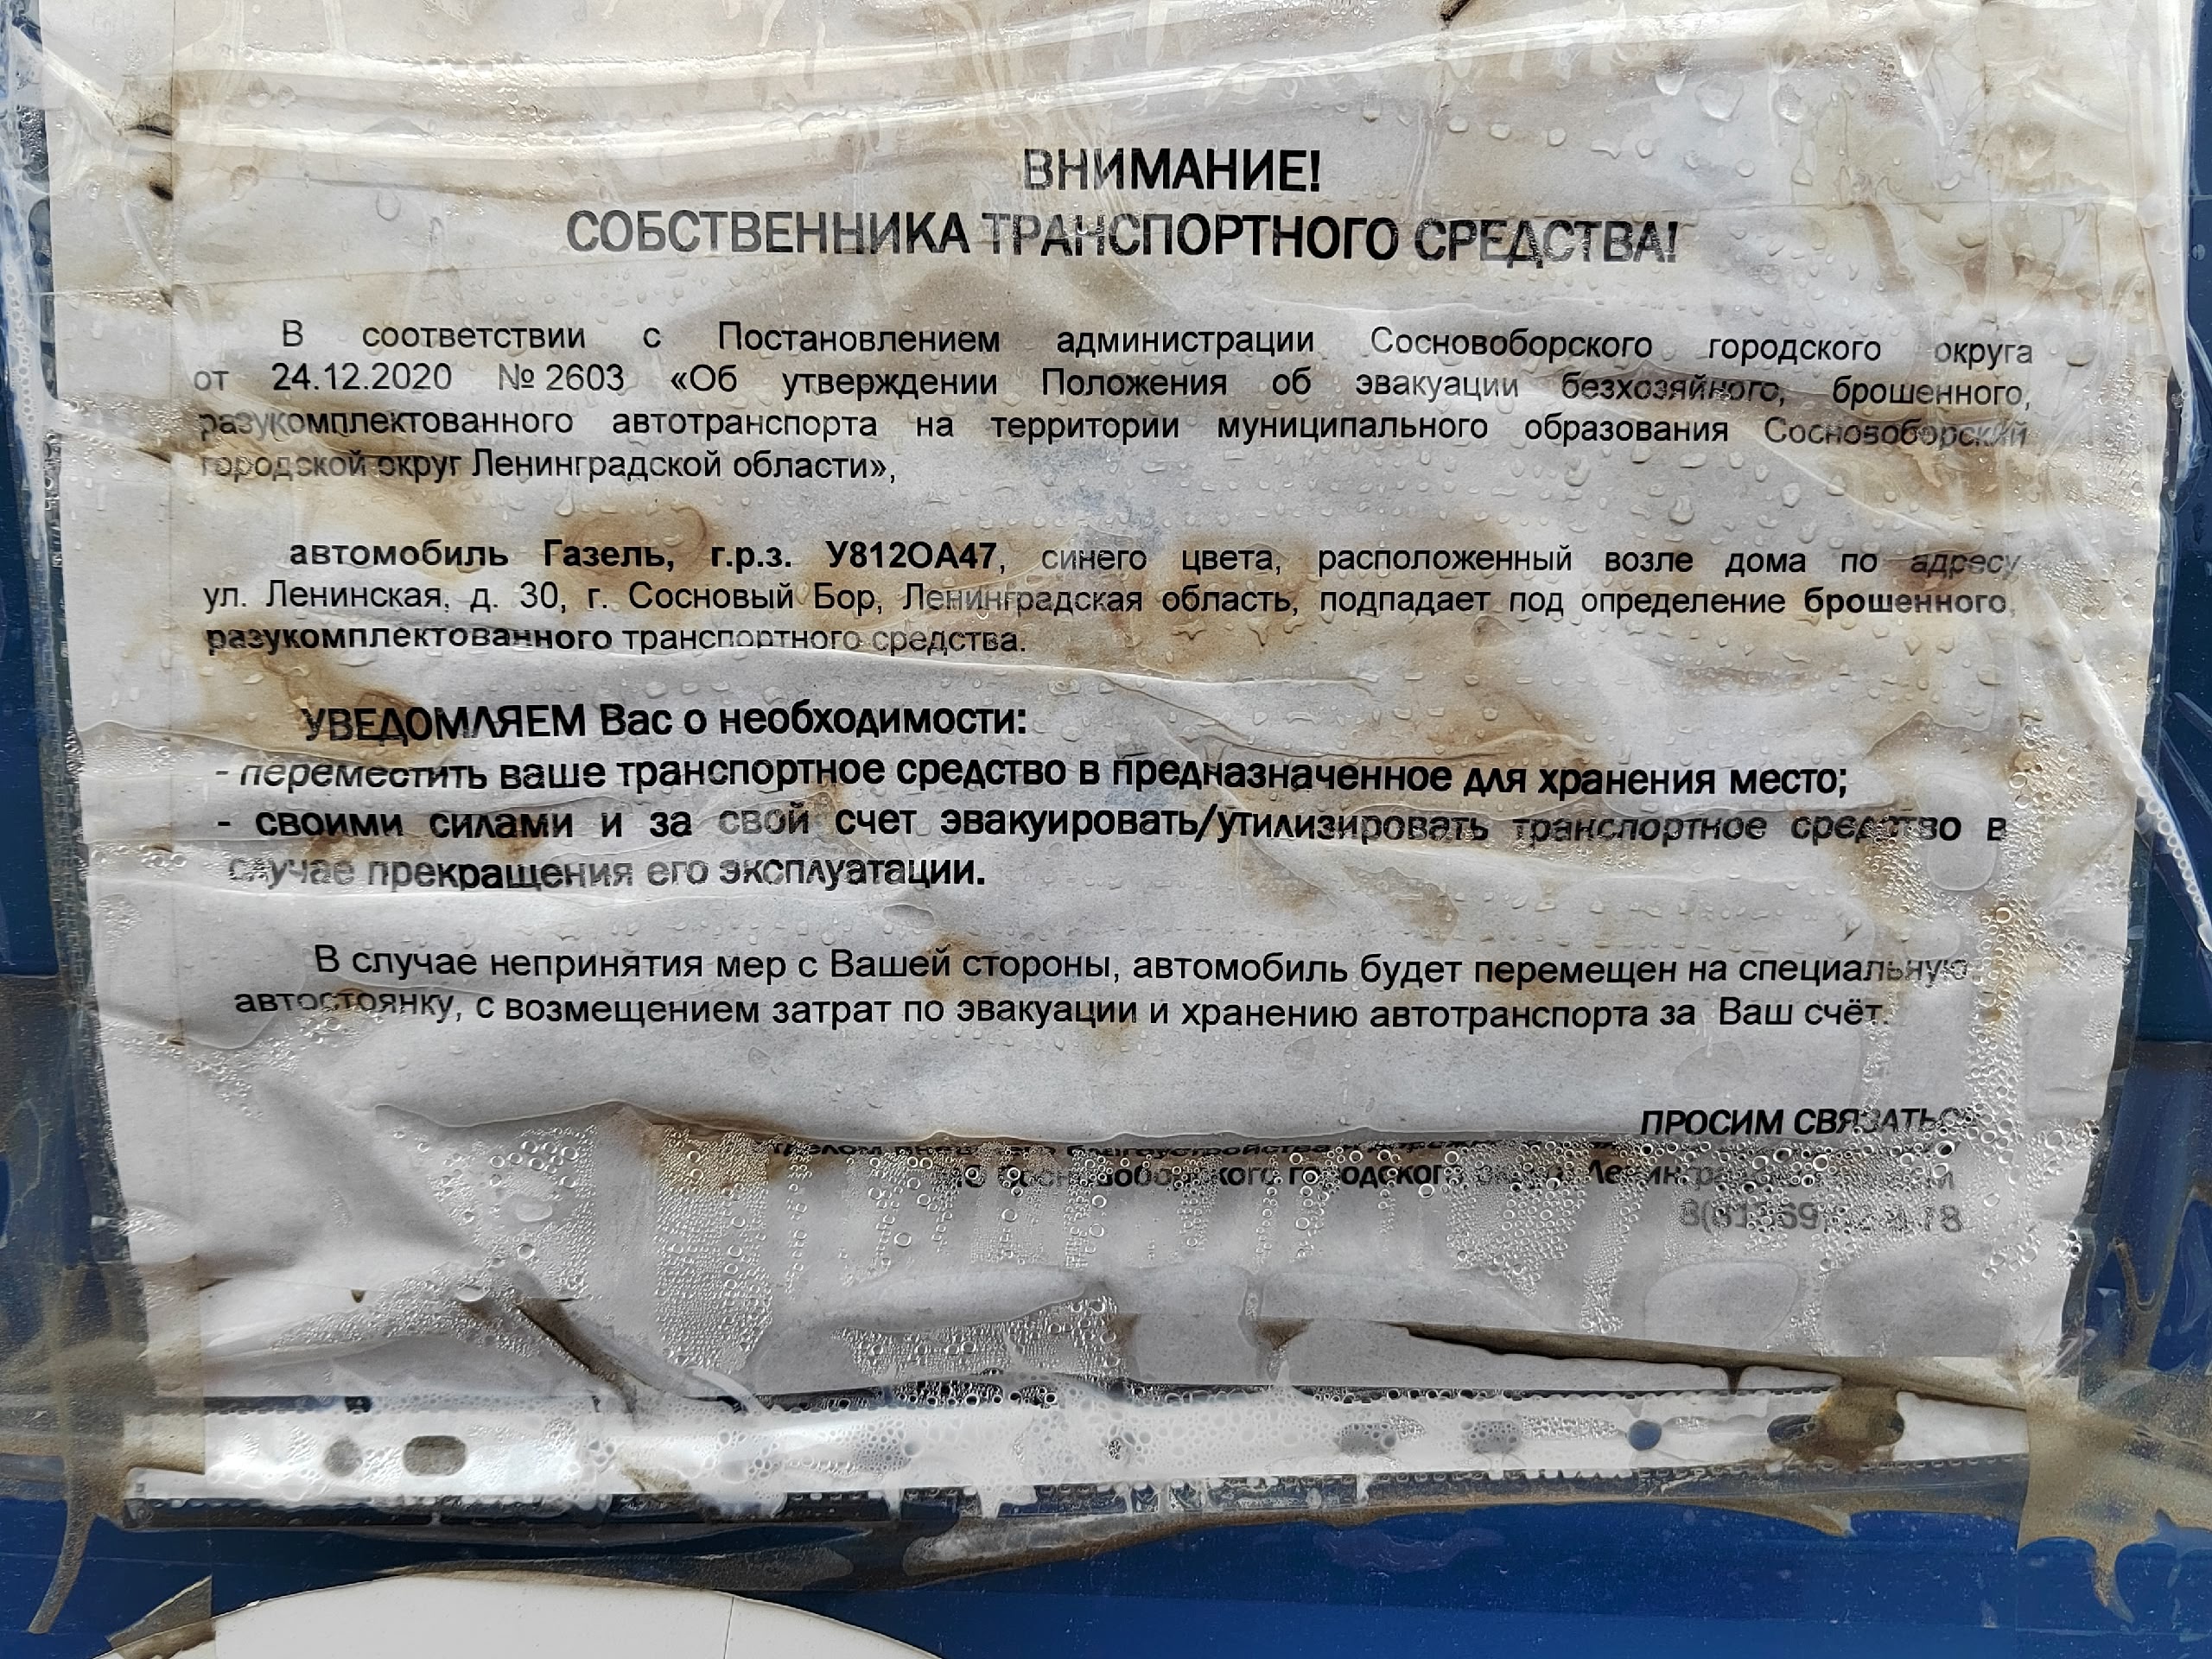 ВНИМАНИЕ!
СОБСТВЕННИКА ТРАНСПОРТНОГО СРЕДСТВА!
В соответствии с Постановлением администрации Сосновоборского городского округа
от 24.12.2020 № 2603 «Об утверждении Положения об эвакуации безхозяйного, брошенного,
разукомплектованного автотранспорта на территории муниципального образования Сосновоборский
городской округ Ленинградской области»,
автомобиль Газель, г.р.з. У812ОА47, синего цвета, расположенный возле дома по адресу
ул. Ленинская, д. 30, г. Сосновый Бор, Ленинградская область, подпадает под определение брошенного,
разукомплектованного транспортного средства.
УВЕДОМЛЯЕМ Вас о необходимости:
- переместить ваше транспортное средство в предназначенное для хранения место;
- своими силами и за свой счет эвакуировать/утилизировать транспортное средство в
случае прекращения его эксплуатации.
В случае непринятия мер с Вашей стороны, автомобиль будет перемещен на специальную
автостоянку, с возмещением затрат по эвакуации и хранению автотранспорта за Ваш счёт.
ПРОСИМ СВЯЗАТЬСЯ
благоустройства
Сосновоборского городского